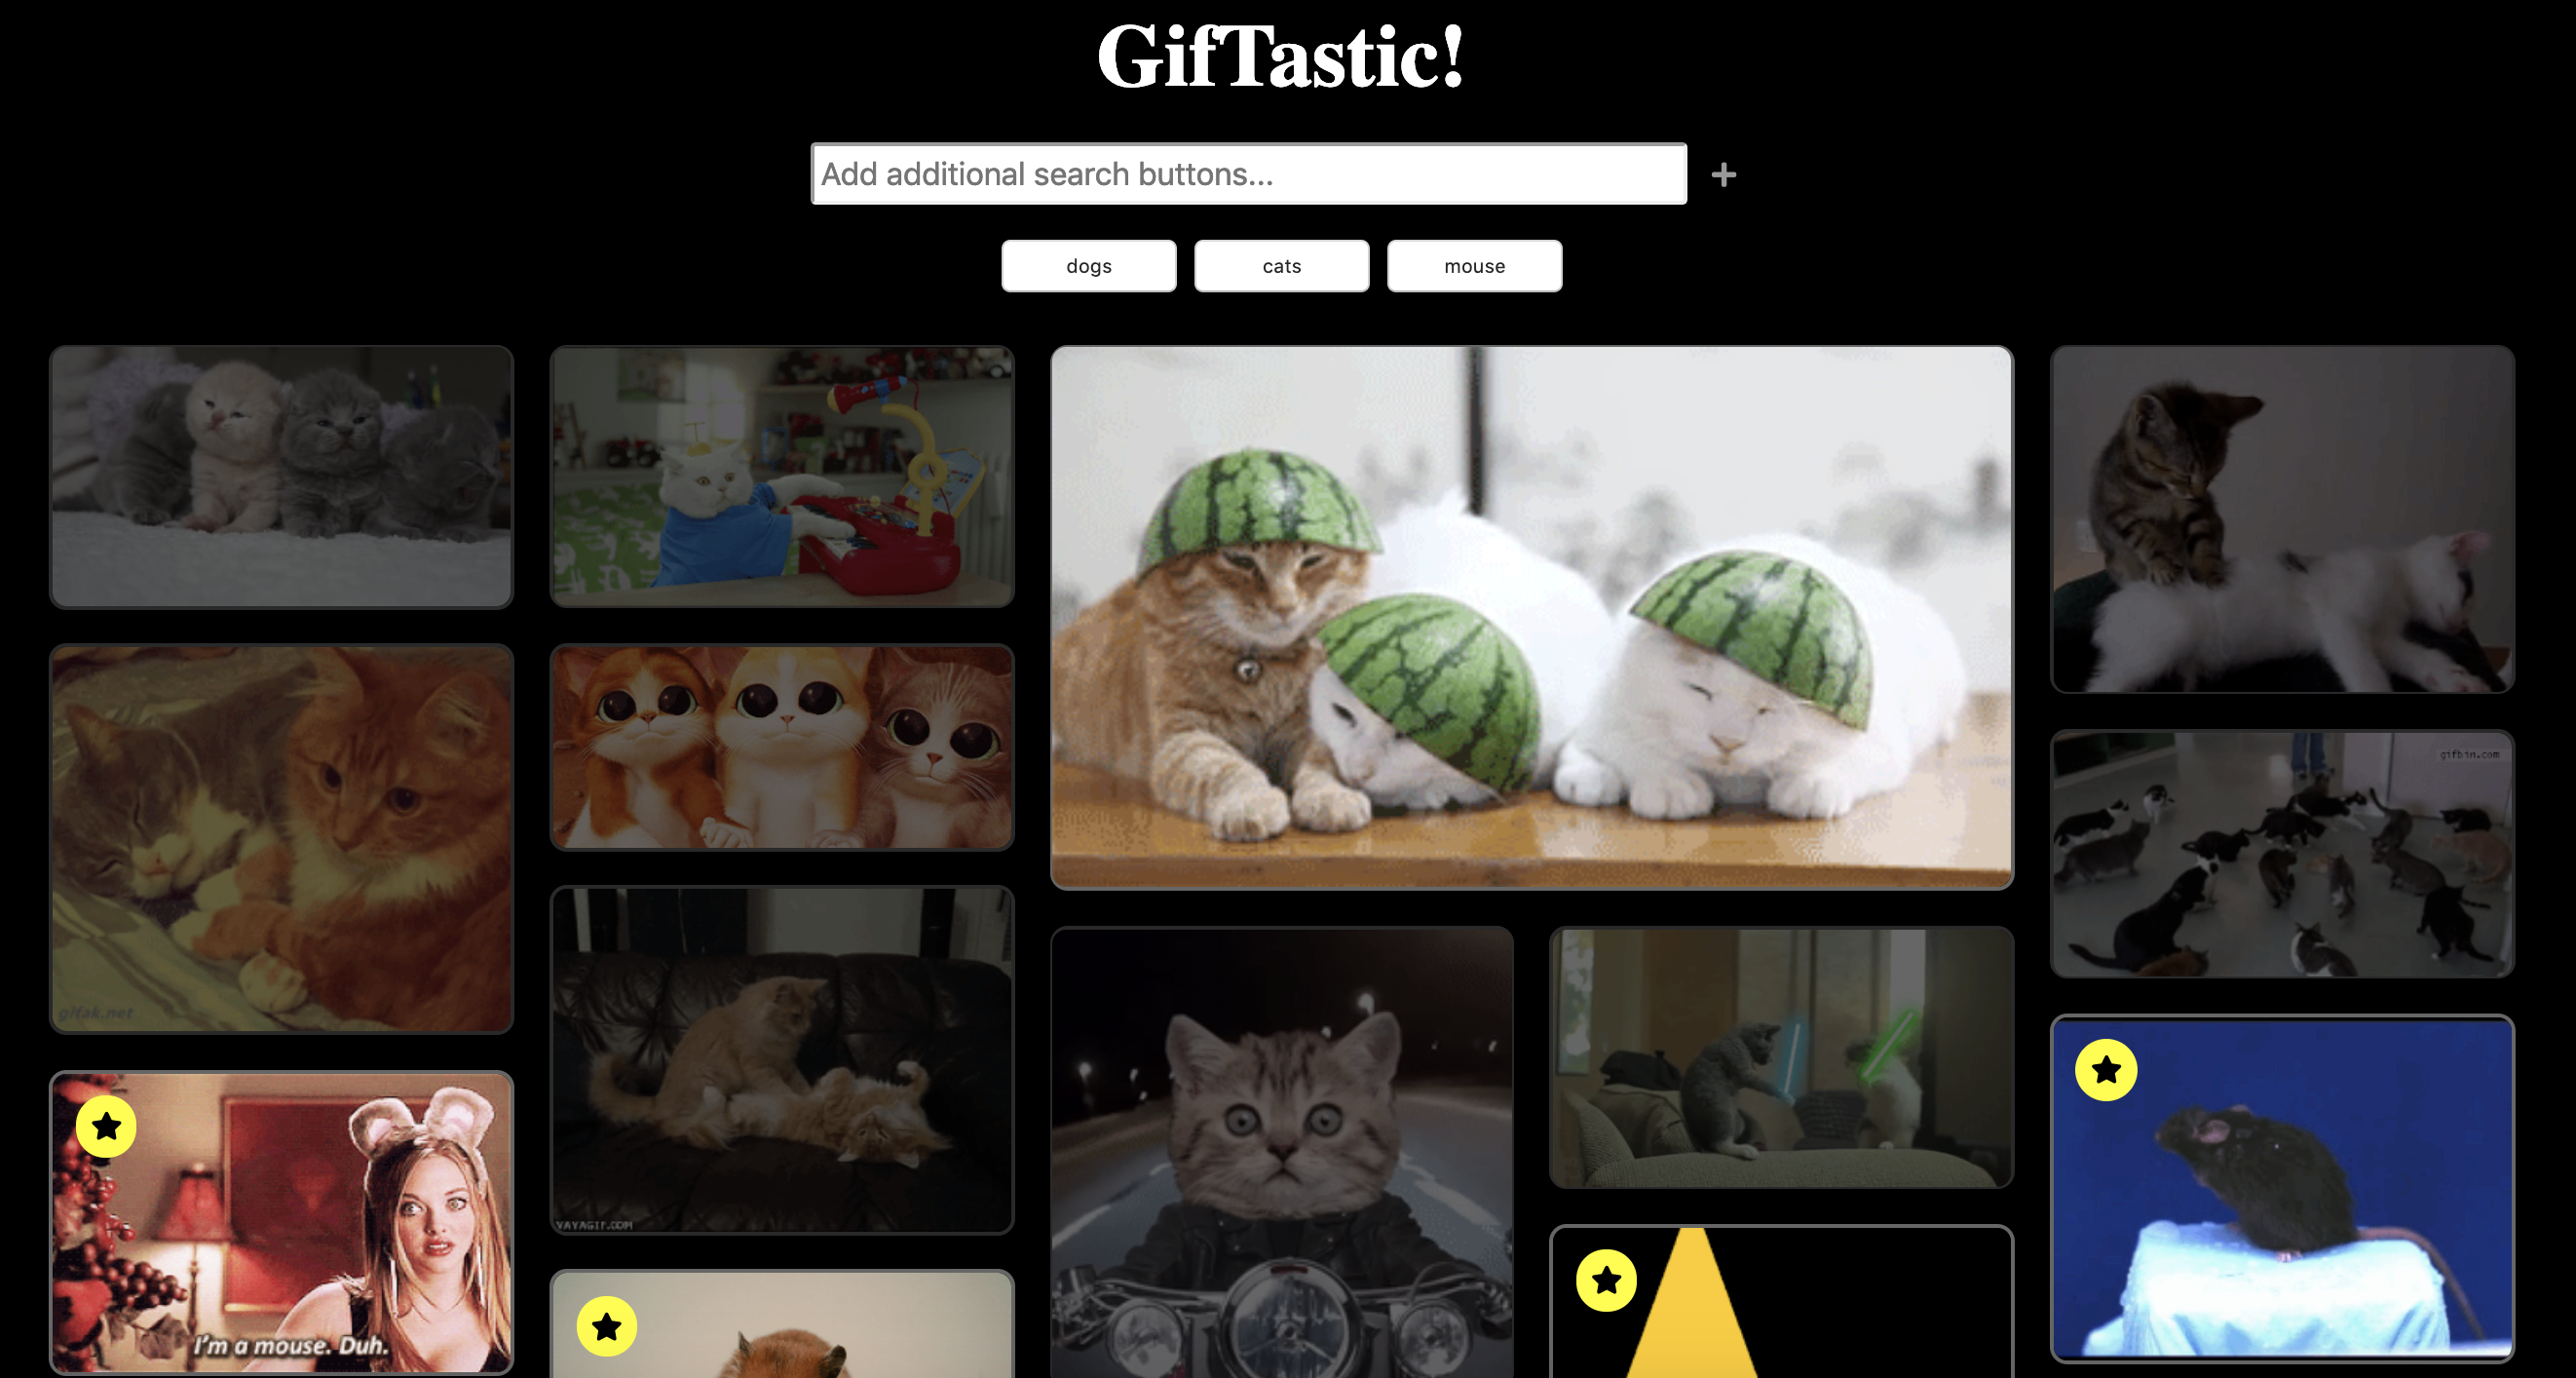 GifTastic!
Add additional search buttons...
dogs
cats
mouse
gifbin.com
gifak.net
VAYAGIF.COM
I'm a mouse. Duh.